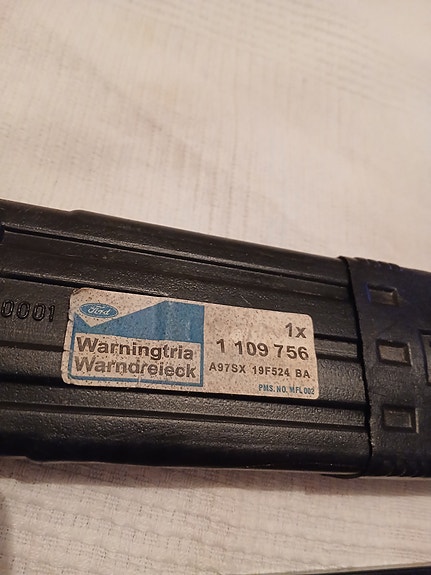 0001
Ford
1x
Warningtria
1 109 756
Warndreieck
A97SX 19F524 BA
PMS. NO. MFL 002